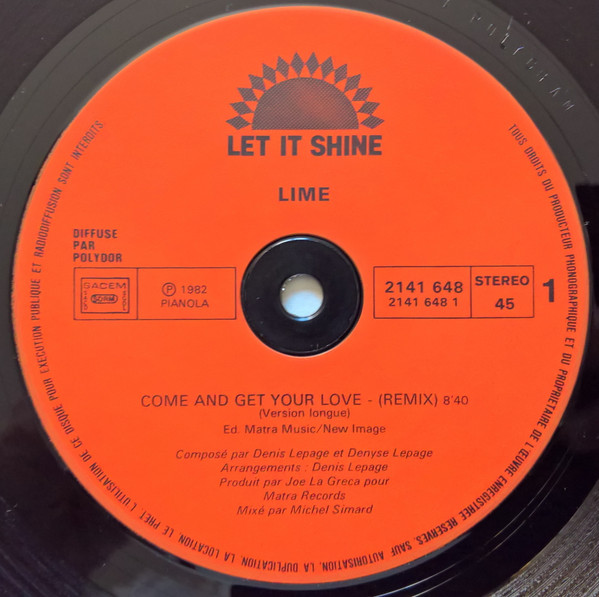 LET IT SHINE
LIME
DIFFUSE
PAR
POLYDOR
SACEM
SACD
SDRM
SGDL
℗ 1982
PIANOLA
2141 648
2141 648 1
STEREO
45
1
COME AND GET YOUR LOVE - (REMIX) 8'40
(Version longue)
Ed. Matra Music/New Image
Composé par Denis Lepage et Denyse Lepage
Arrangements : Denis Lepage
Produit par Joe La Greca pour
Matra Records
Mixé par Michel Simard
TOUS DROITS DU PRODUCTEUR PHONOGRAPHIQUE ET DU PROPRIETAIRE DE L'ŒUVRE ENREGISTREE RESERVES. SAUF AUTORISATION, LA DUPLICATION, LA LOCATION, LE PRET, L'UTILISATION DE CE DISQUE POUR EXECUTION PUBLIQUE ET RADIODIFFUSION SONT INTERDITS.